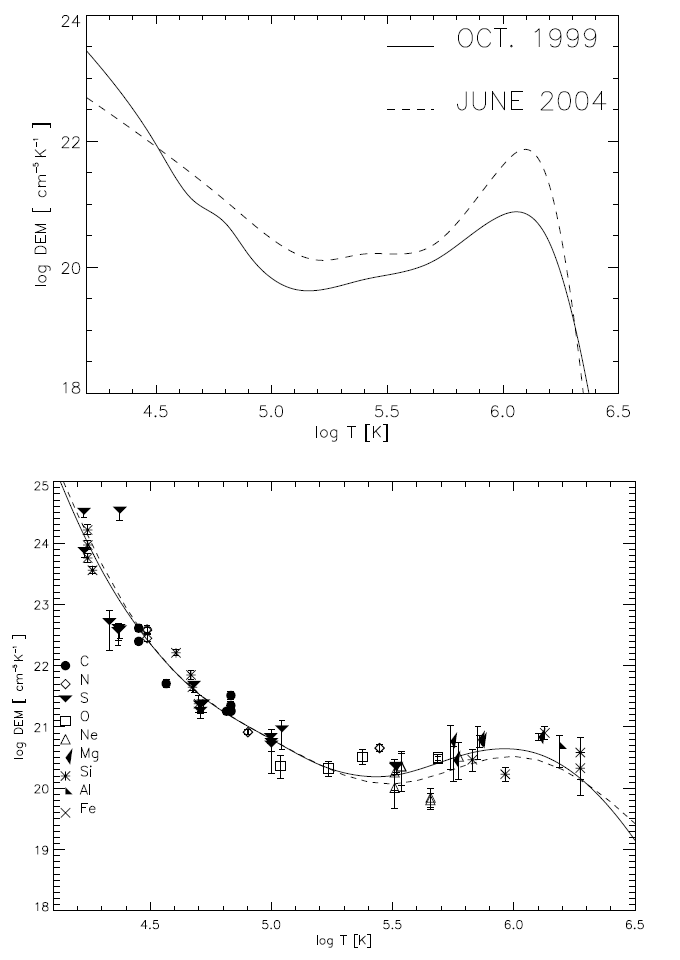 24
OCT. 1999
JUNE 2004
22
log DEM [ cm⁻⁵ K⁻¹ ]
20
18
4.5 5.0 5.5 6.0 6.5
log T [K]
25
24
23
22
21
20
19
18
log DEM [ cm⁻⁵ K⁻¹ ]
C
N
S
O
Ne
Mg
Si
Al
Fe
4.5 5.0 5.5 6.0 6.5
log T [K]